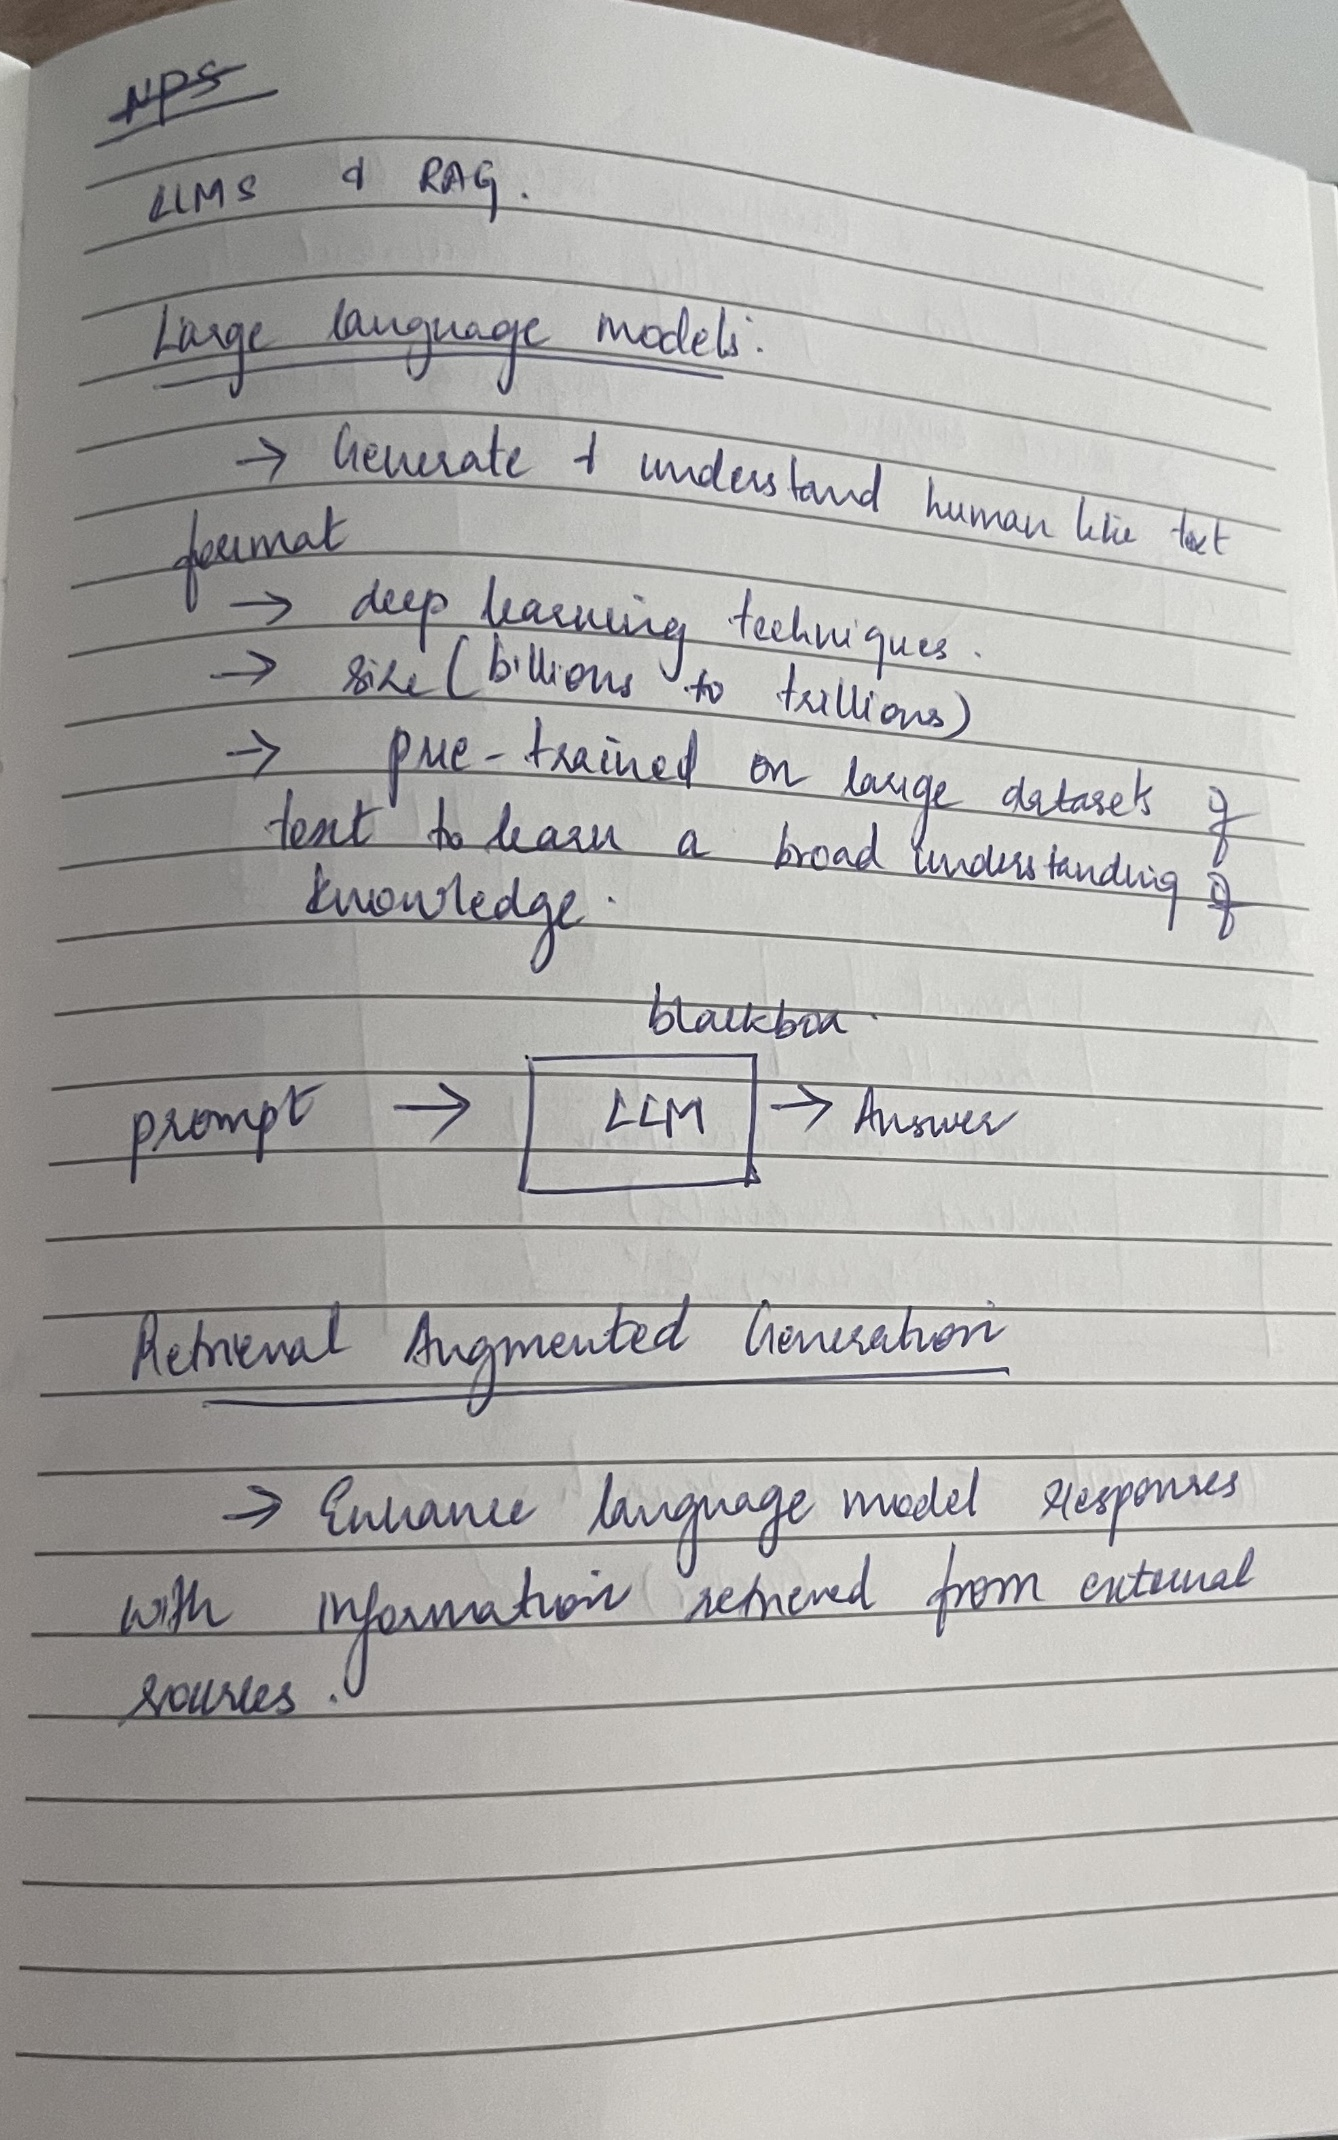 NPS
LLMS & RAG.
Large language models.
→ Generate & understand human like text
format
→ deep learning techniques.
→ size (billions to trillions)
→ pre-trained on large datasets of
text to learn a broad understanding of
knowledge.
blackbox.
prompt → LLM → Answer
Retrieval Augmented Generation
→ Enhance language model responses
with information retrieved from external
sources.